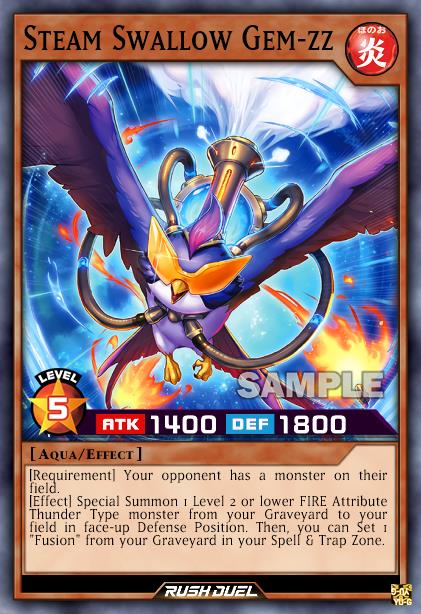 STEAM SWALLOW GEM-ZZ
ほのお
炎
SAMPLE
LEVEL
5
ATK 1400 DEF 1800
[ AQUA/EFFECT ]
[Requirement] Your opponent has a monster on their
field.
[Effect] Special Summon 1 Level 2 or lower FIRE Attribute
Thunder Type monster from your Graveyard to your
field in face-up Defense Position. Then, you can Set 1
"Fusion" from your Graveyard in your Spell & Trap Zone.
RUSH DUEL